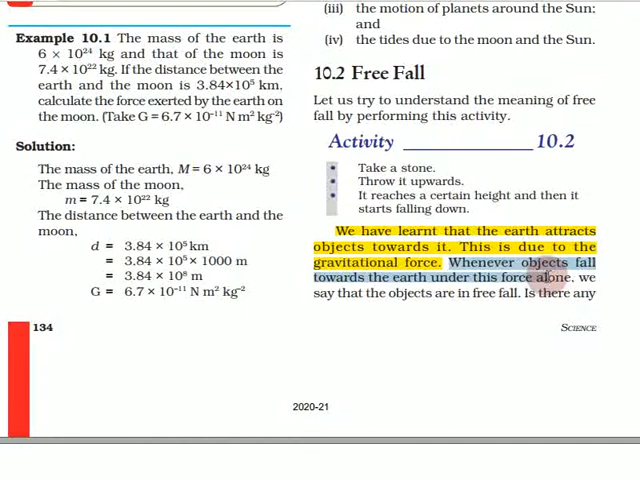 Example 10.1 The mass of the earth is
6 × 10²⁴ kg and that of the moon is
7.4 × 10²² kg. If the distance between the
earth and the moon is 3.84×10⁵ km,
calculate the force exerted by the earth on
the moon. (Take G = 6.7 × 10⁻¹¹ N m² kg⁻²)
Solution:
The mass of the earth, M = 6 × 10²⁴ kg
The mass of the moon,
m = 7.4 × 10²² kg
The distance between the earth and the
moon,
d = 3.84 × 10⁵ km
= 3.84 × 10⁵ × 1000 m
= 3.84 × 10⁸ m
G = 6.7 × 10⁻¹¹ N m² kg⁻²
134
(iii) the motion of planets around the Sun;
and
(iv) the tides due to the moon and the Sun.
10.2 Free Fall
Let us try to understand the meaning of free
fall by performing this activity.
Activity ______________ 10.2
• Take a stone.
• Throw it upwards.
• It reaches a certain height and then it
starts falling down.
We have learnt that the earth attracts
objects towards it. This is due to the
gravitational force. Whenever objects fall
towards the earth under this force alone, we
say that the objects are in free fall. Is there any
SCIENCE
2020-21